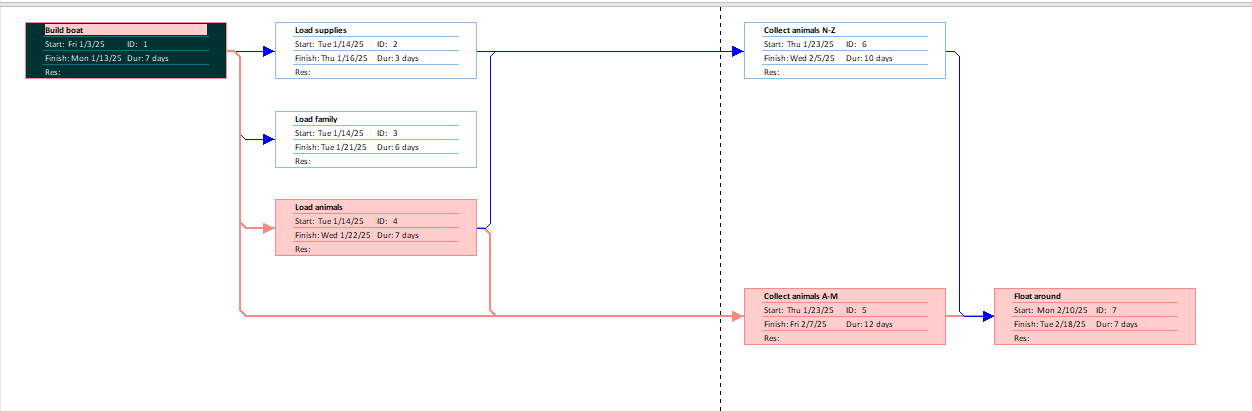 Build boat
Start: Fri 1/3/25 ID: 1
Finish: Mon 1/13/25 Dur: 7 days
Res:
Load supplies
Start: Tue 1/14/25 ID: 2
Finish: Thu 1/16/25 Dur: 3 days
Res:
Collect animals N-Z
Start: Thu 1/23/25 ID: 6
Finish: Wed 2/5/25 Dur: 10 days
Res:
Load family
Start: Tue 1/14/25 ID: 3
Finish: Tue 1/21/25 Dur: 6 days
Res:
Load animals
Start: Tue 1/14/25 ID: 4
Finish: Wed 1/22/25 Dur: 7 days
Res:
Collect animals A-M
Start: Thu 1/23/25 ID: 5
Finish: Fri 2/7/25 Dur: 12 days
Res:
Float around
Start: Mon 2/10/25 ID: 7
Finish: Tue 2/18/25 Dur: 7 days
Res: